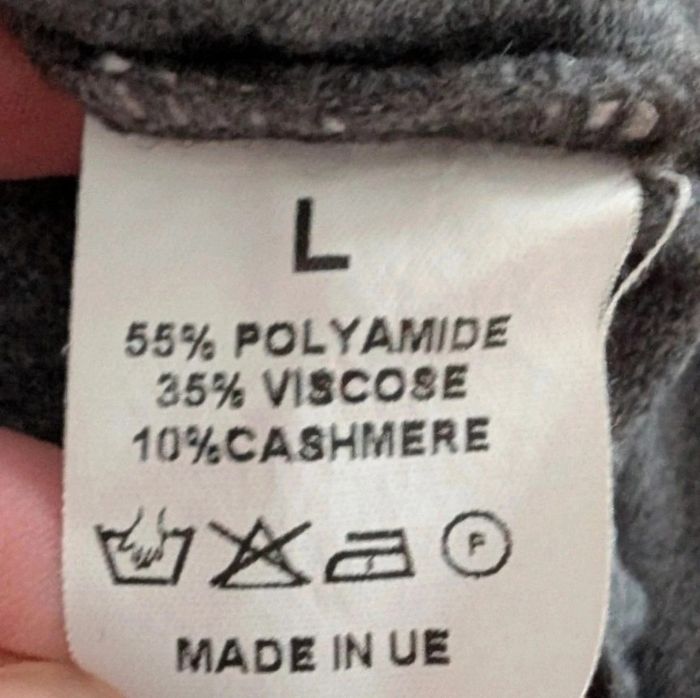 L
55% POLYAMIDE
35% VISCOSE
10%CASHMERE
P
MADE IN UE